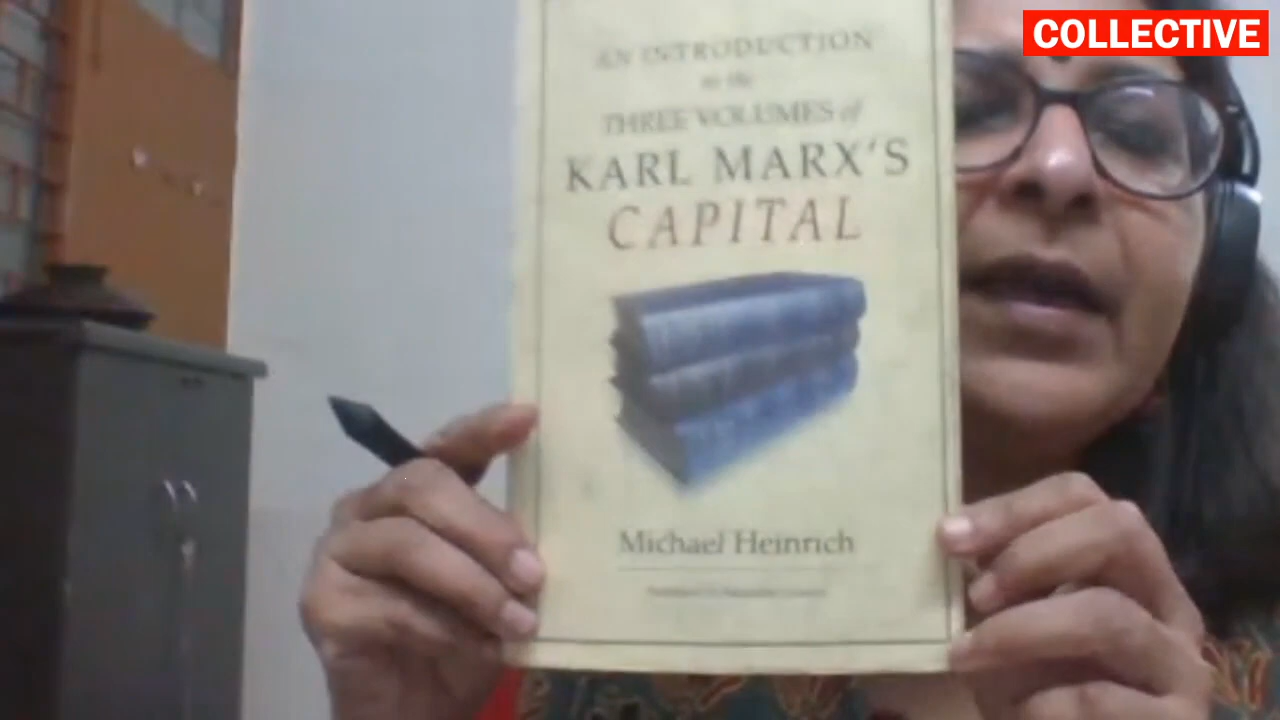 COLLECTIVE
AN INTRODUCTION
to the
THREE VOLUMES of
KARL MARX'S
CAPITAL
Michael Heinrich